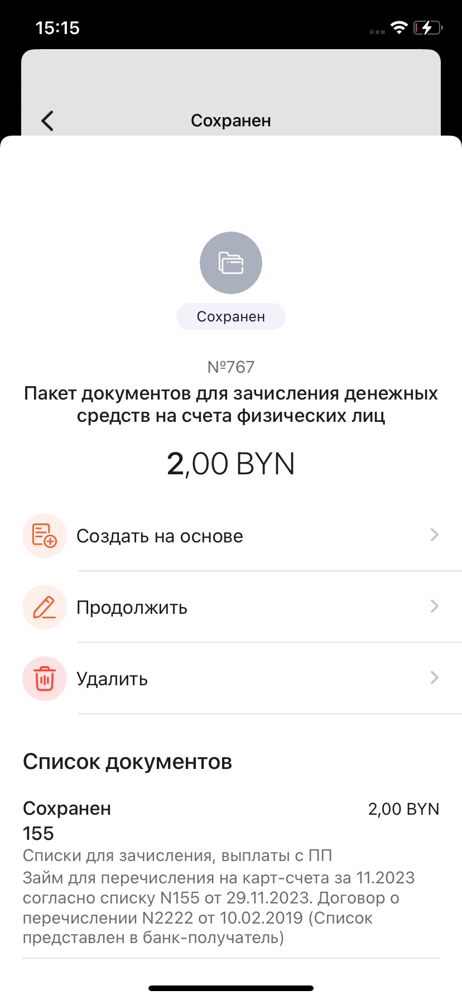 15:15
Сохранен
Сохранен
№767
Пакет документов для зачисления денежных
средств на счета физических лиц
2,00 BYN
Создать на основе
Продолжить
Удалить
Список документов
Сохранен
2,00 BYN
155
Списки для зачисления, выплаты с ПП
Займ для перечисления на карт-счета за 11.2023
согласно списку N155 от 29.11.2023. Договор о
перечислении N2222 от 10.02.2019 (Список
представлен в банк-получатель)